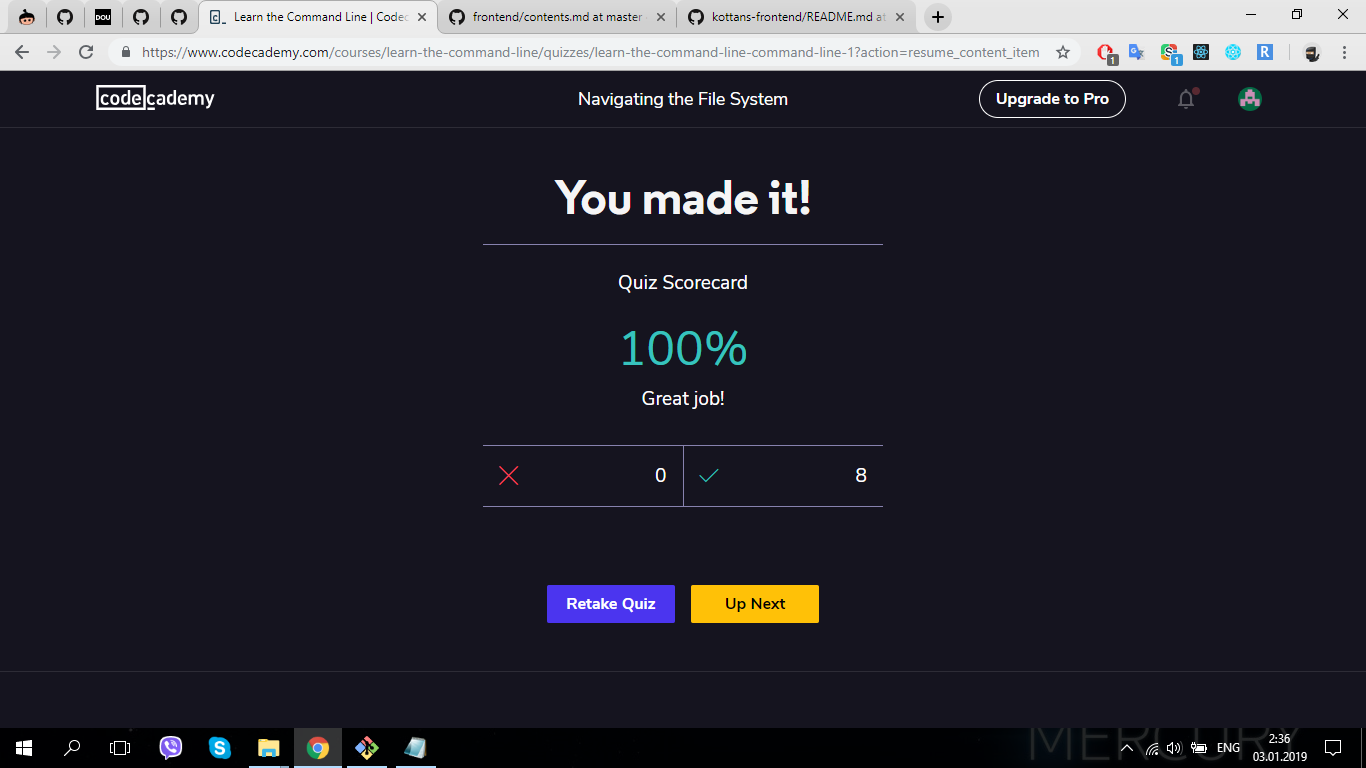 DOU
Learn the Command Line | Codec
frontend/contents.md at master
kottans-frontend/README.md at
https://www.codecademy.com/courses/learn-the-command-line/quizzes/learn-the-command-line-command-line-1?action=resume_content_item
1
1
R
codecademy
Navigating the File System
Upgrade to Pro
You made it!
Quiz Scorecard
100%
Great job!
0
8
Retake Quiz
Up Next
MERCURY
ENG
2:36
03.01.2019